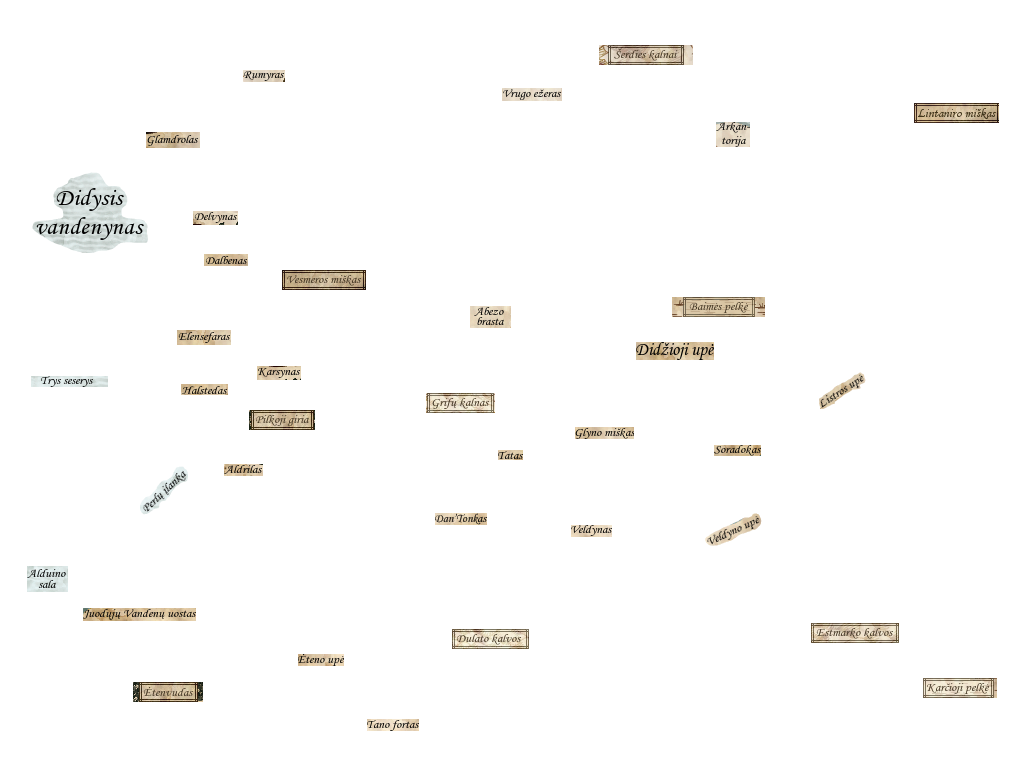 Šerdies kalnai
Rumyras
Vrugo ežeras
Lintaniro miškas
Arkan-
torija
Glamdrolas
Didysis
vandenynas
Delvynas
Dalbenas
Vesmeros miškas
Baimės pelkė
Abezo
brasta
Elensefaras
Didžioji upė
Karsynas
Trys seserys
Halstedas
Listros upė
Grifų kalnas
Pilkoji giria
Glyno miškas
Soradokas
Tatas
Aldrilas
Perlų įlanka
Dan'Tonkas
Veldynas
Veldyno upė
Alduino
sala
Juodųjų Vandenų uostas
Dulato kalvos
Estmarko kalvos
Ėteno upė
Ėtenvudas
Karčioji pelkė
Tano fortas